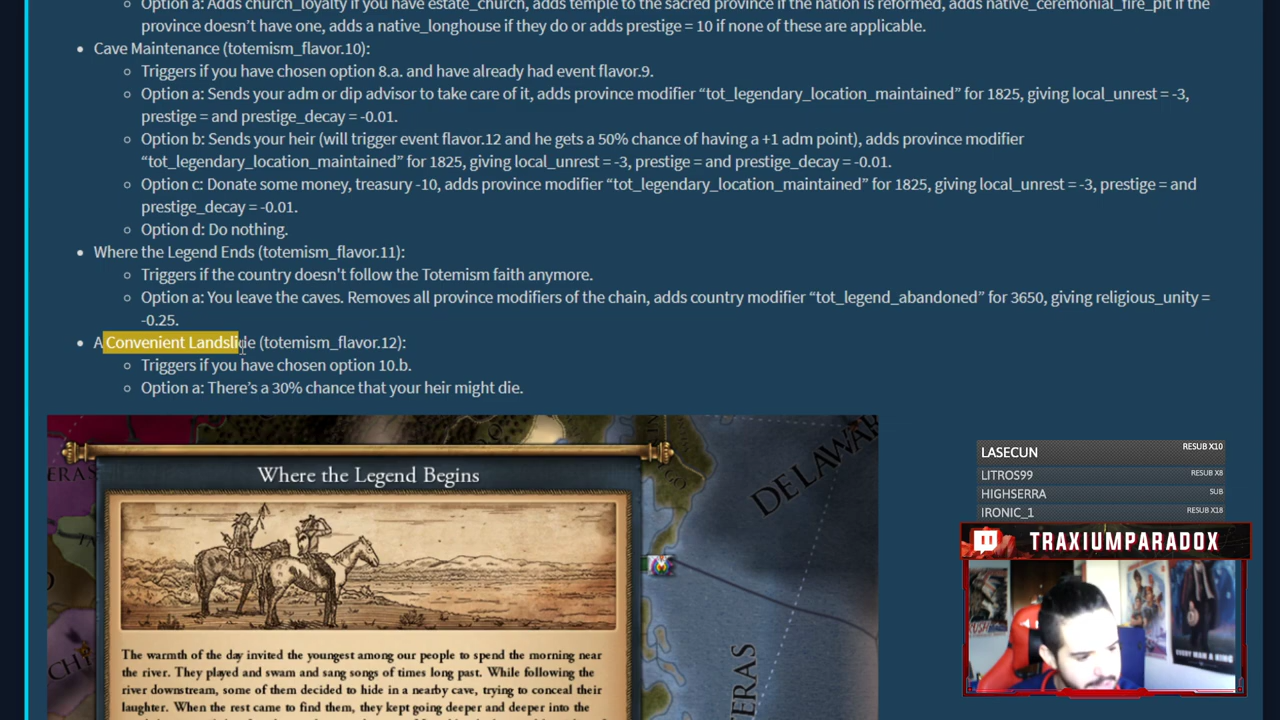 Option a: Adds church_loyalty if you have estate_church, adds temple to the sacred province if the nation is reformed, adds native_ceremonial_fire_pit if the
province doesn't have one, adds a native_longhouse if they do or adds prestige = 10 if none of these are applicable.
Cave Maintenance (totemism_flavor.10):
Triggers if you have chosen option 8.a. and have already had event flavor.9.
Option a: Sends your adm or dip advisor to take care of it, adds province modifier “tot_legendary_location_maintained” for 1825, giving local_unrest = -3,
prestige = and prestige_decay = -0.01.
Option b: Sends your heir (will trigger event flavor.12 and he gets a 50% chance of having a +1 adm point), adds province modifier
“tot_legendary_location_maintained” for 1825, giving local_unrest = -3, prestige = and prestige_decay = -0.01.
Option c: Donate some money, treasury -10, adds province modifier “tot_legendary_location_maintained” for 1825, giving local_unrest = -3, prestige = and
prestige_decay = -0.01.
Option d: Do nothing.
Where the Legend Ends (totemism_flavor.11):
Triggers if the country doesn't follow the Totemism faith anymore.
Option a: You leave the caves. Removes all province modifiers of the chain, adds country modifier “tot_legend_abandoned” for 3650, giving religious_unity =
-0.25.
A Convenient Landslide (totemism_flavor.12):
Triggers if you have chosen option 10.b.
Option a: There's a 30% chance that your heir might die.
Where the Legend Begins
DELAWAR
ERAS
TERAS
The warmth of the day invited the youngest among our people to spend the morning near
the river. They played and swam and sang songs of times long past. While following the
river downstream, some of them decided to hide in a nearby cave, trying to conceal their
laughter. When the rest came to find them, they kept going deeper and deeper into the
LASECUN RESUB X10
LITROS99 RESUB X8
HIGHSERRA SUB
IRONIC_1 RESUB X18
TRAXIUMPARADOX
EVERY MAN A KING